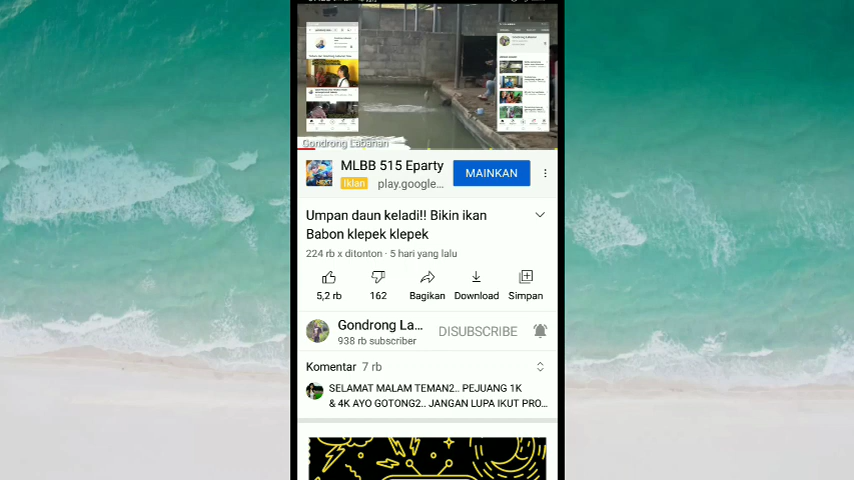 Gondrong Labanan
MLBB 515 Eparty
Iklan play.google...
MAINKAN
Umpan daun keladi!! Bikin ikan
Babon klepek klepek
224 rb x ditonton · 5 hari yang lalu
5,2 rb
162
Bagikan
Download
Simpan
Gondrong La...
938 rb subscriber
DISUBSCRIBE
Komentar 7 rb
SELAMAT MALAM TEMAN2.. PEJUANG 1K
& 4K AYO GOTONG2.. JANGAN LUPA IKUT PRO...